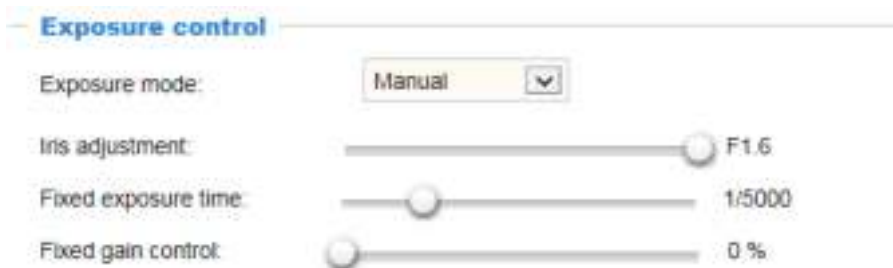 Exposure control
Exposure mode: Manual
Iris adjustment: F1.6
Fixed exposure time: 1/5000
Fixed gain control: 0 %